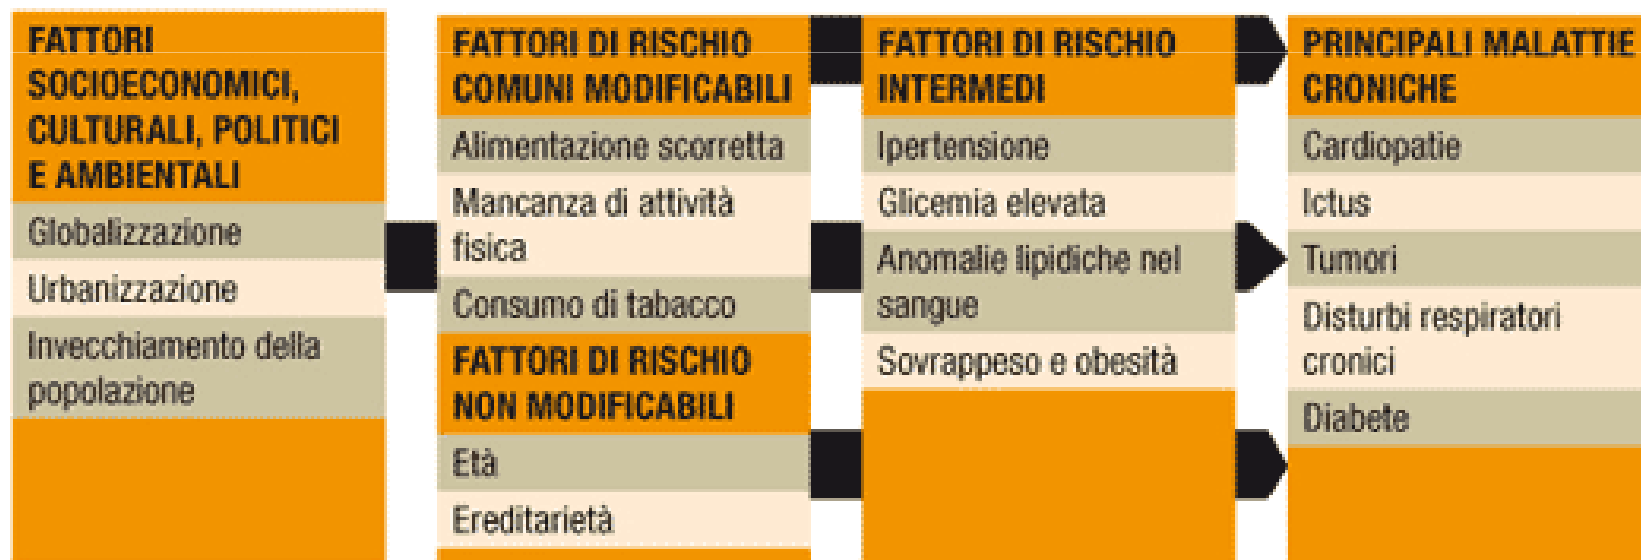 FATTORI
SOCIOECONOMICI,
CULTURALI, POLITICI
E AMBIENTALI
Globalizzazione
Urbanizzazione
Invecchiamento della
popolazione
FATTORI DI RISCHIO
COMUNI MODIFICABILI
Alimentazione scorretta
Mancanza di attività
fisica
Consumo di tabacco
FATTORI DI RISCHIO
NON MODIFICABILI
Età
Ereditarietà
FATTORI DI RISCHIO
INTERMEDI
Ipertensione
Glicemia elevata
Anomalie lipidiche nel
sangue
Sovrappeso e obesità
PRINCIPALI MALATTIE
CRONICHE
Cardiopatie
Ictus
Tumori
Disturbi respiratori
cronici
Diabete